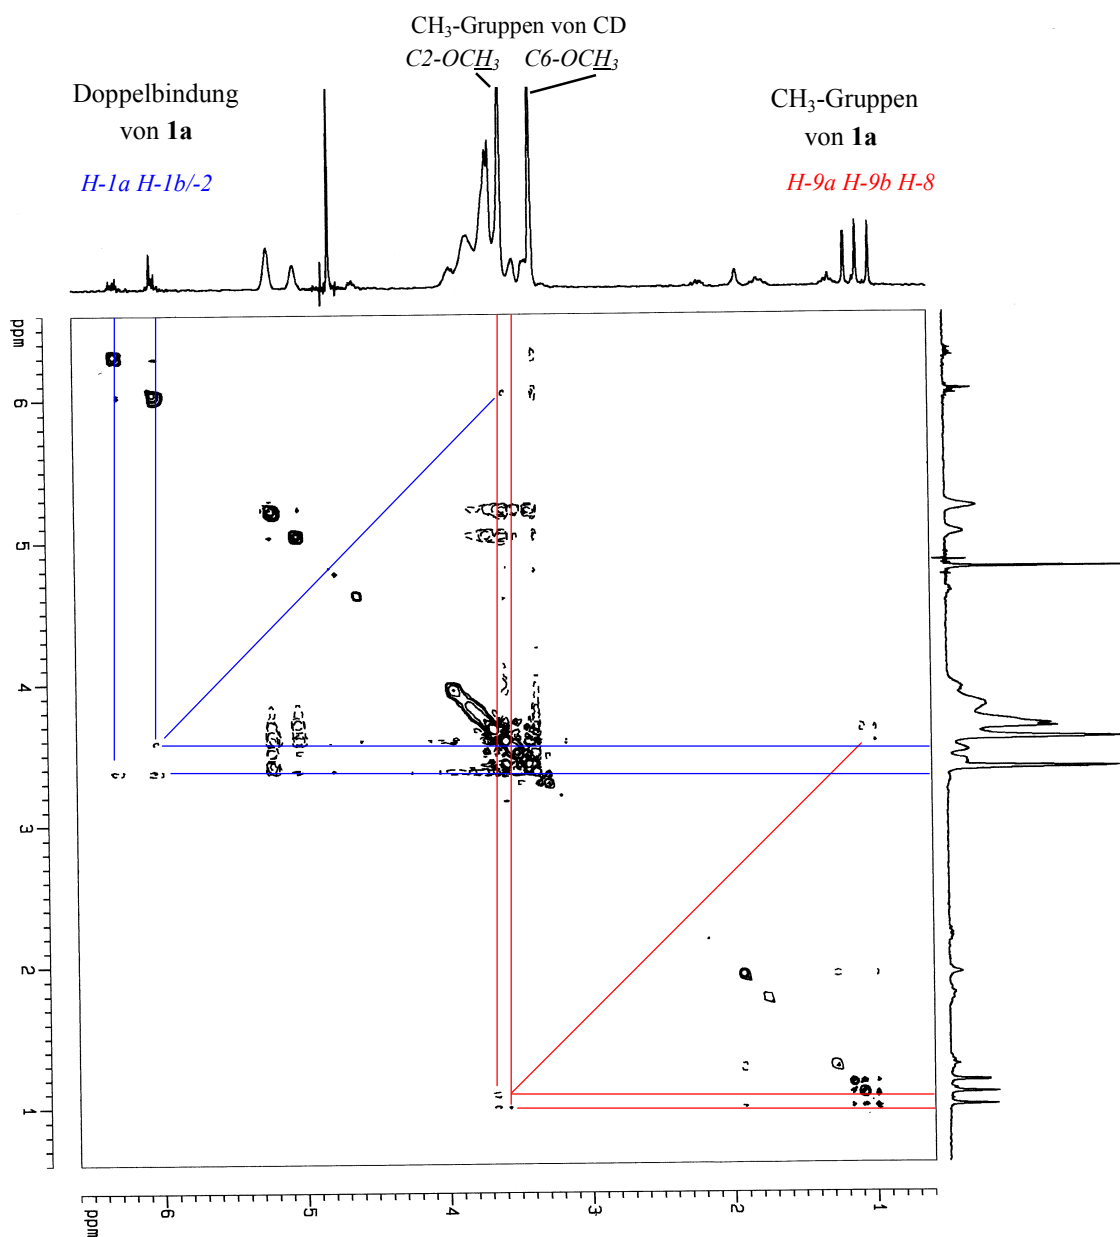 CH₃-Gruppen von CD
C2-OCH₃ C6-OCH₃
Doppelbindung
von 1a
H-1a H-1b/-2
CH₃-Gruppen
von 1a
H-9a H-9b H-8
ppm
6
5
4
3
2
1
ppm
6
5
4
3
2
1